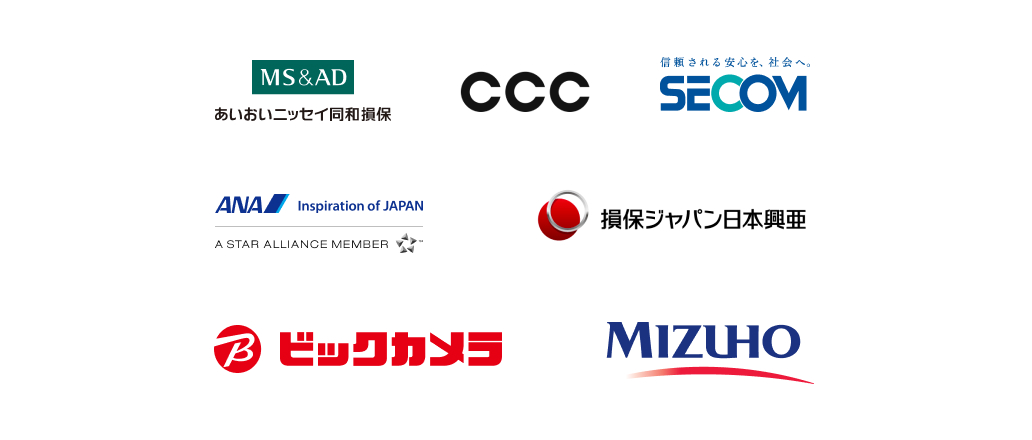 MS&AD
あいおいニッセイ同和損保
CCC
信頼される安心を、社会へ。
SECOM
ANA Inspiration of JAPAN
A STAR ALLIANCE MEMBER ™
損保ジャパン日本興亜
B ビックカメラ
MIZUHO